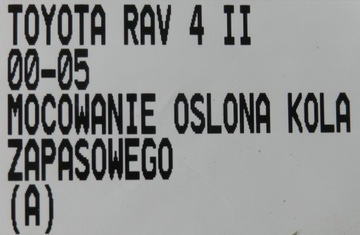 TOYOTA RAV 4 II
00-05
MOCOWANIE OSLONA KOLA
ZAPASOWEGO
(A)